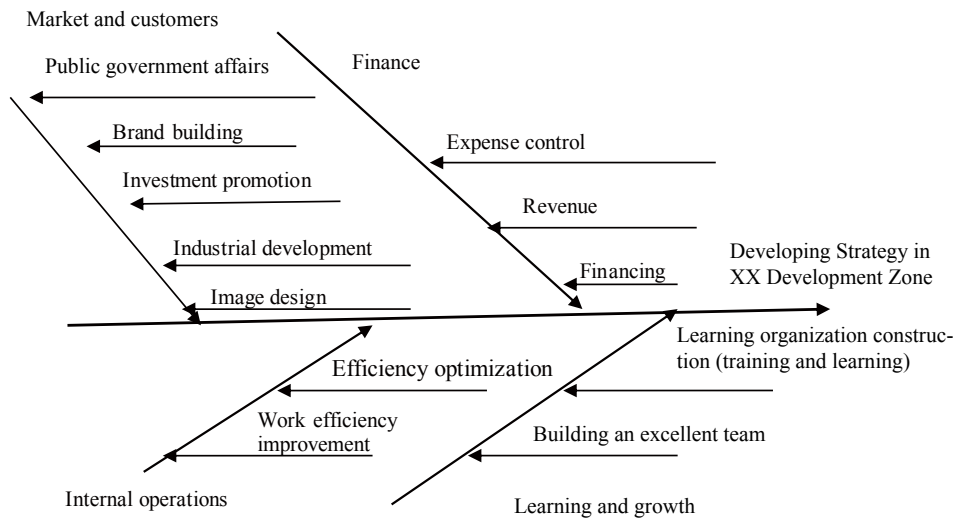 Market and customers
Public government affairs
Brand building
Investment promotion
Industrial development
Image design
Finance
Expense control
Revenue
Financing
Developing Strategy in
XX Development Zone
Efficiency optimization
Work efficiency
improvement
Internal operations
Learning organization construc-
tion (training and learning)
Building an excellent team
Learning and growth